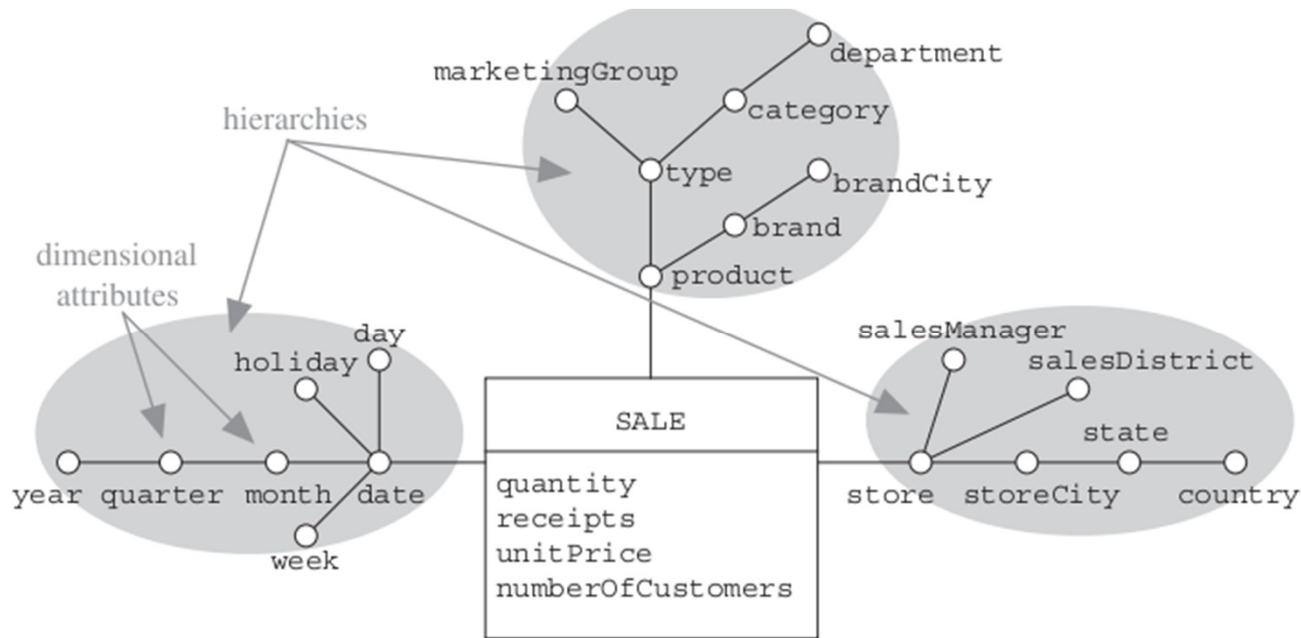 department
marketingGroup
category
hierarchies
type
brandCity
brand
dimensional
attributes
product
day
holiday
salesManager
salesDistrict
SALE
state
year quarter month date
quantity
store storeCity country
receipts
unitPrice
week
numberOfCustomers